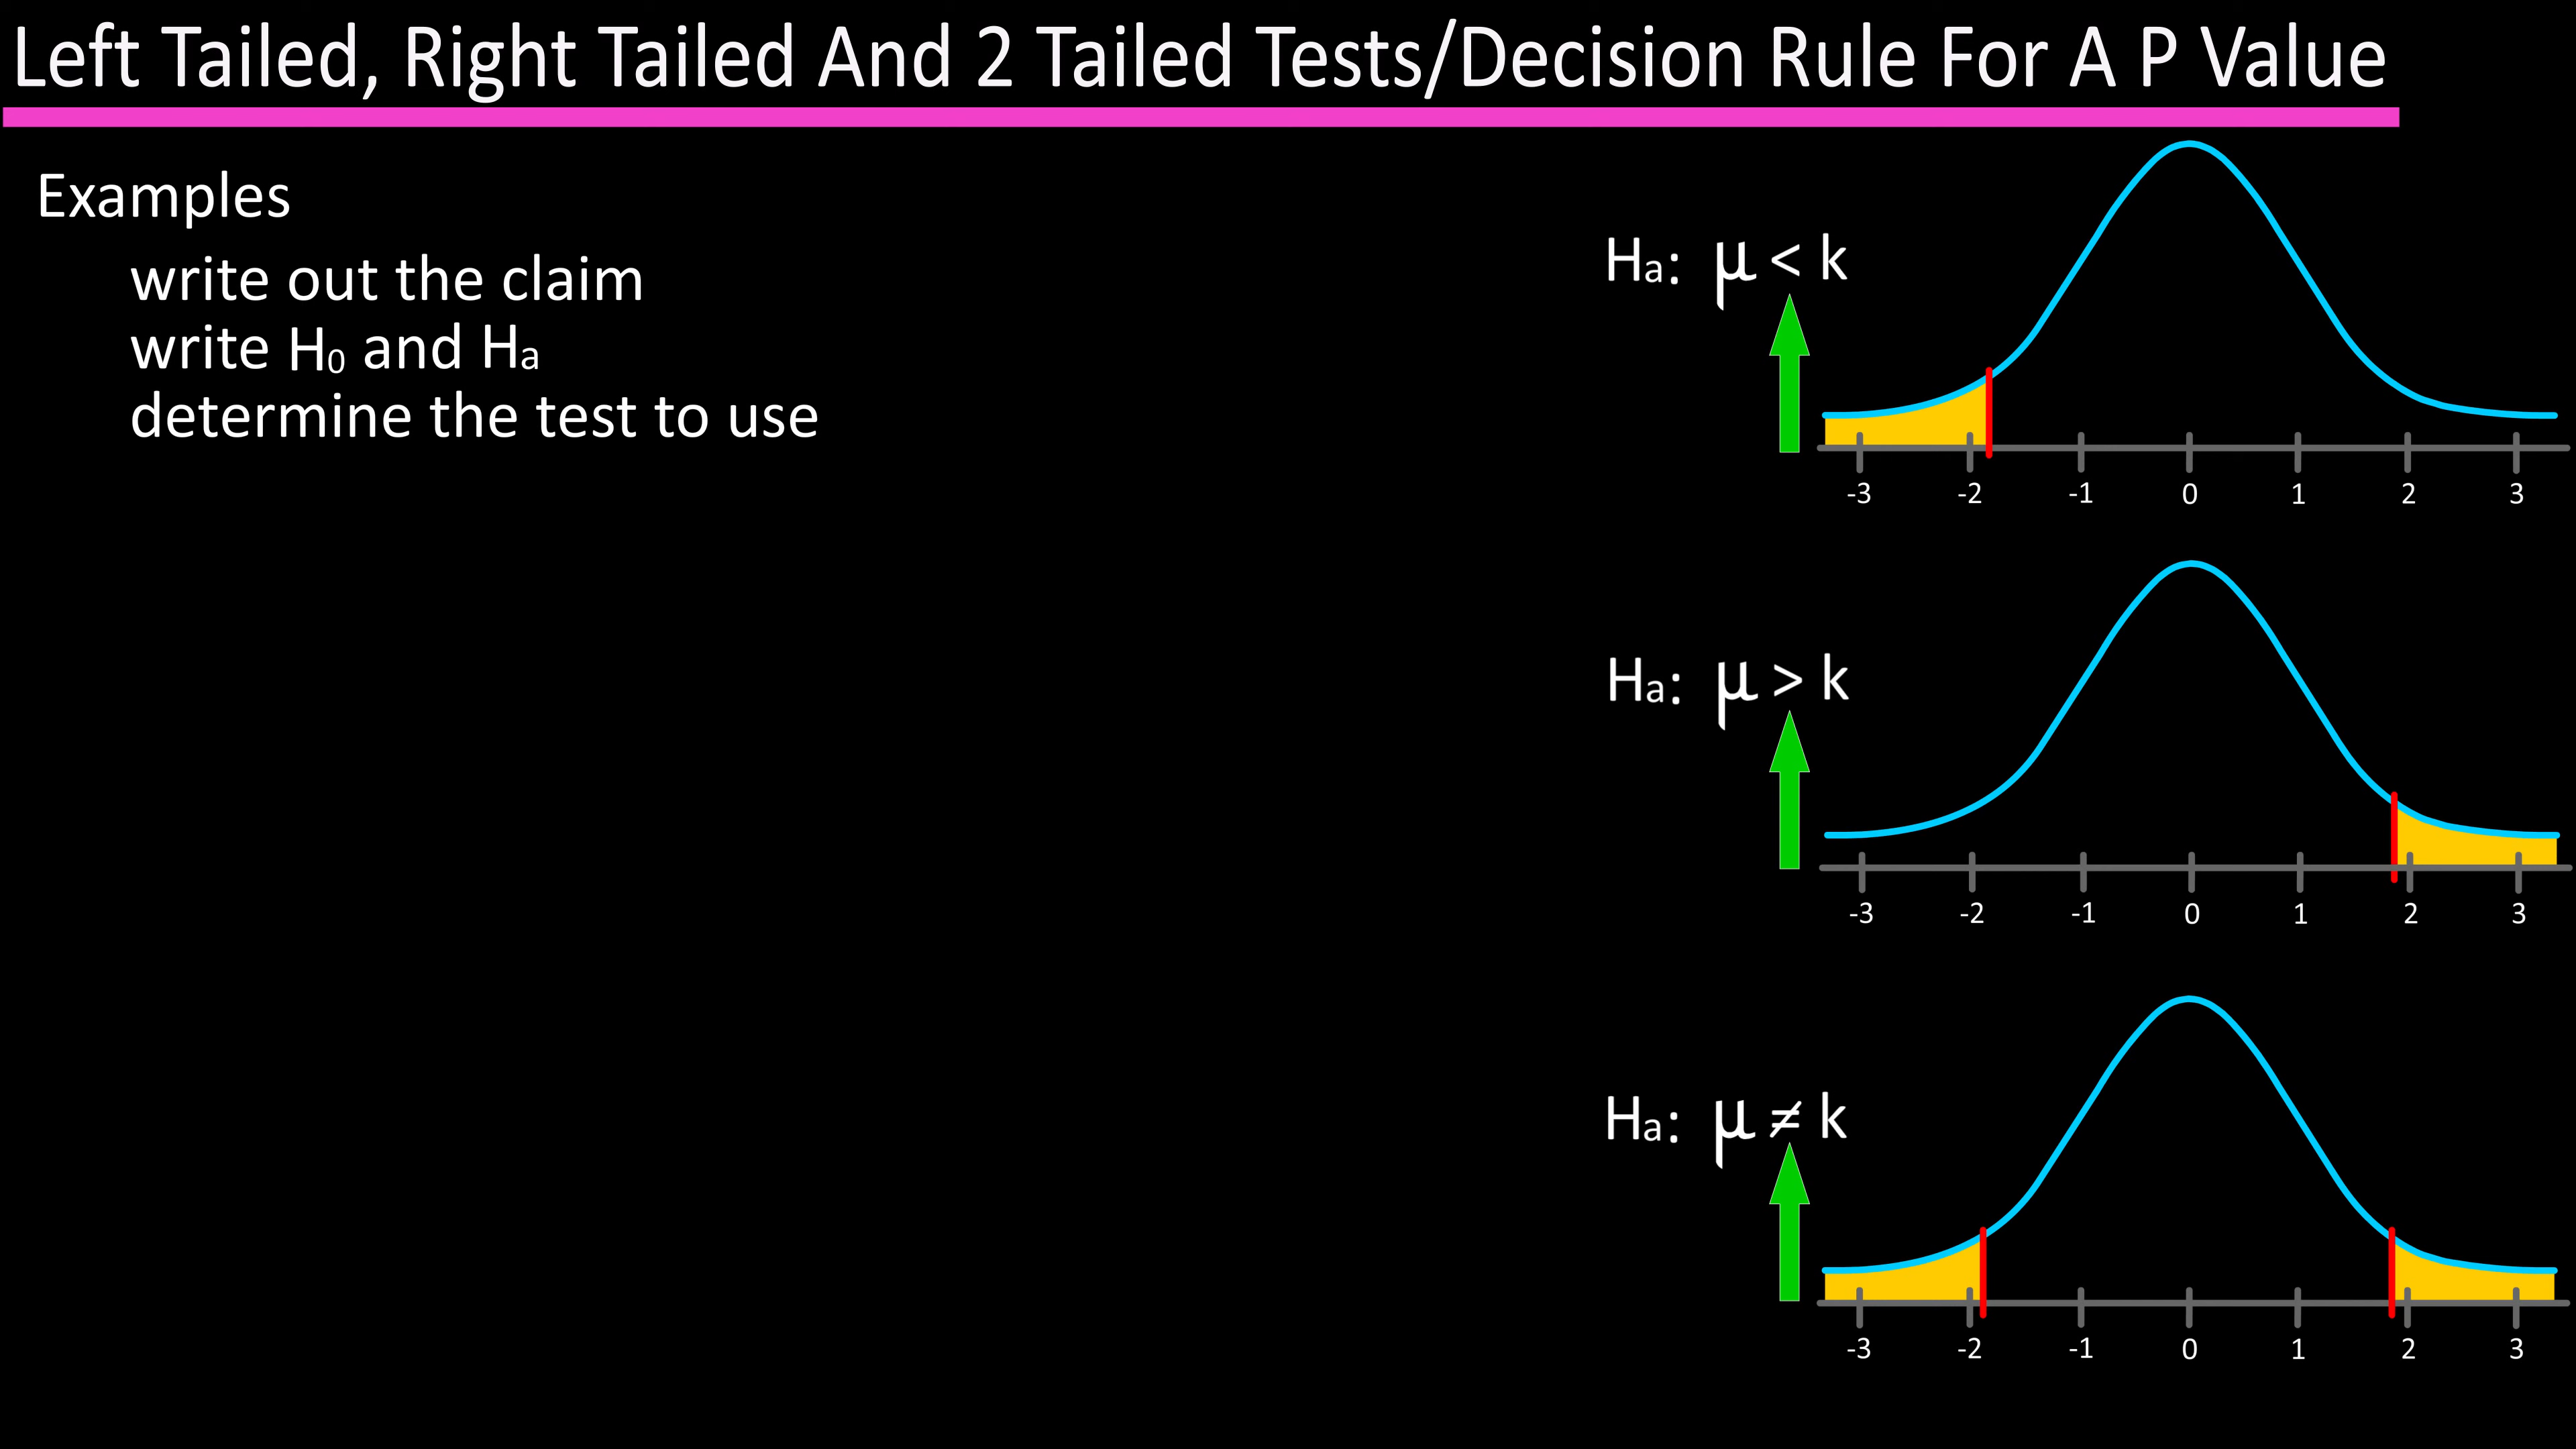 Left Tailed, Right Tailed And 2 Tailed Tests/Decision Rule For A P Value
Examples
write out the claim
write H₀ and Hₐ
determine the test to use
Hₐ: μ < k
-3 -2 -1 0 1 2 3
Hₐ: μ > k
-3 -2 -1 0 1 2 3
Hₐ: μ ≠ k
-3 -2 -1 0 1 2 3